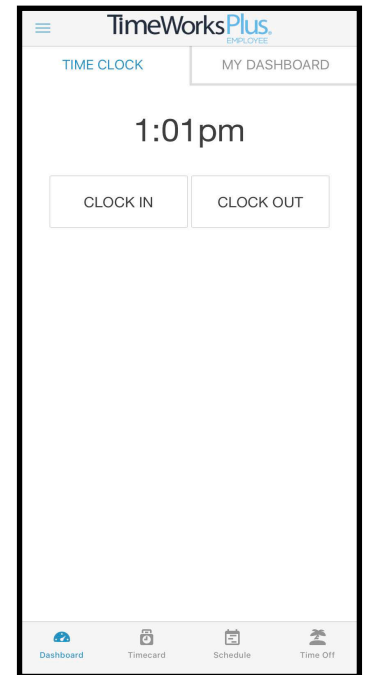 TimeWorksPlus®
EMPLOYEE
TIME CLOCK MY DASHBOARD
1:01pm
CLOCK IN CLOCK OUT
Dashboard Timecard Schedule Time Off